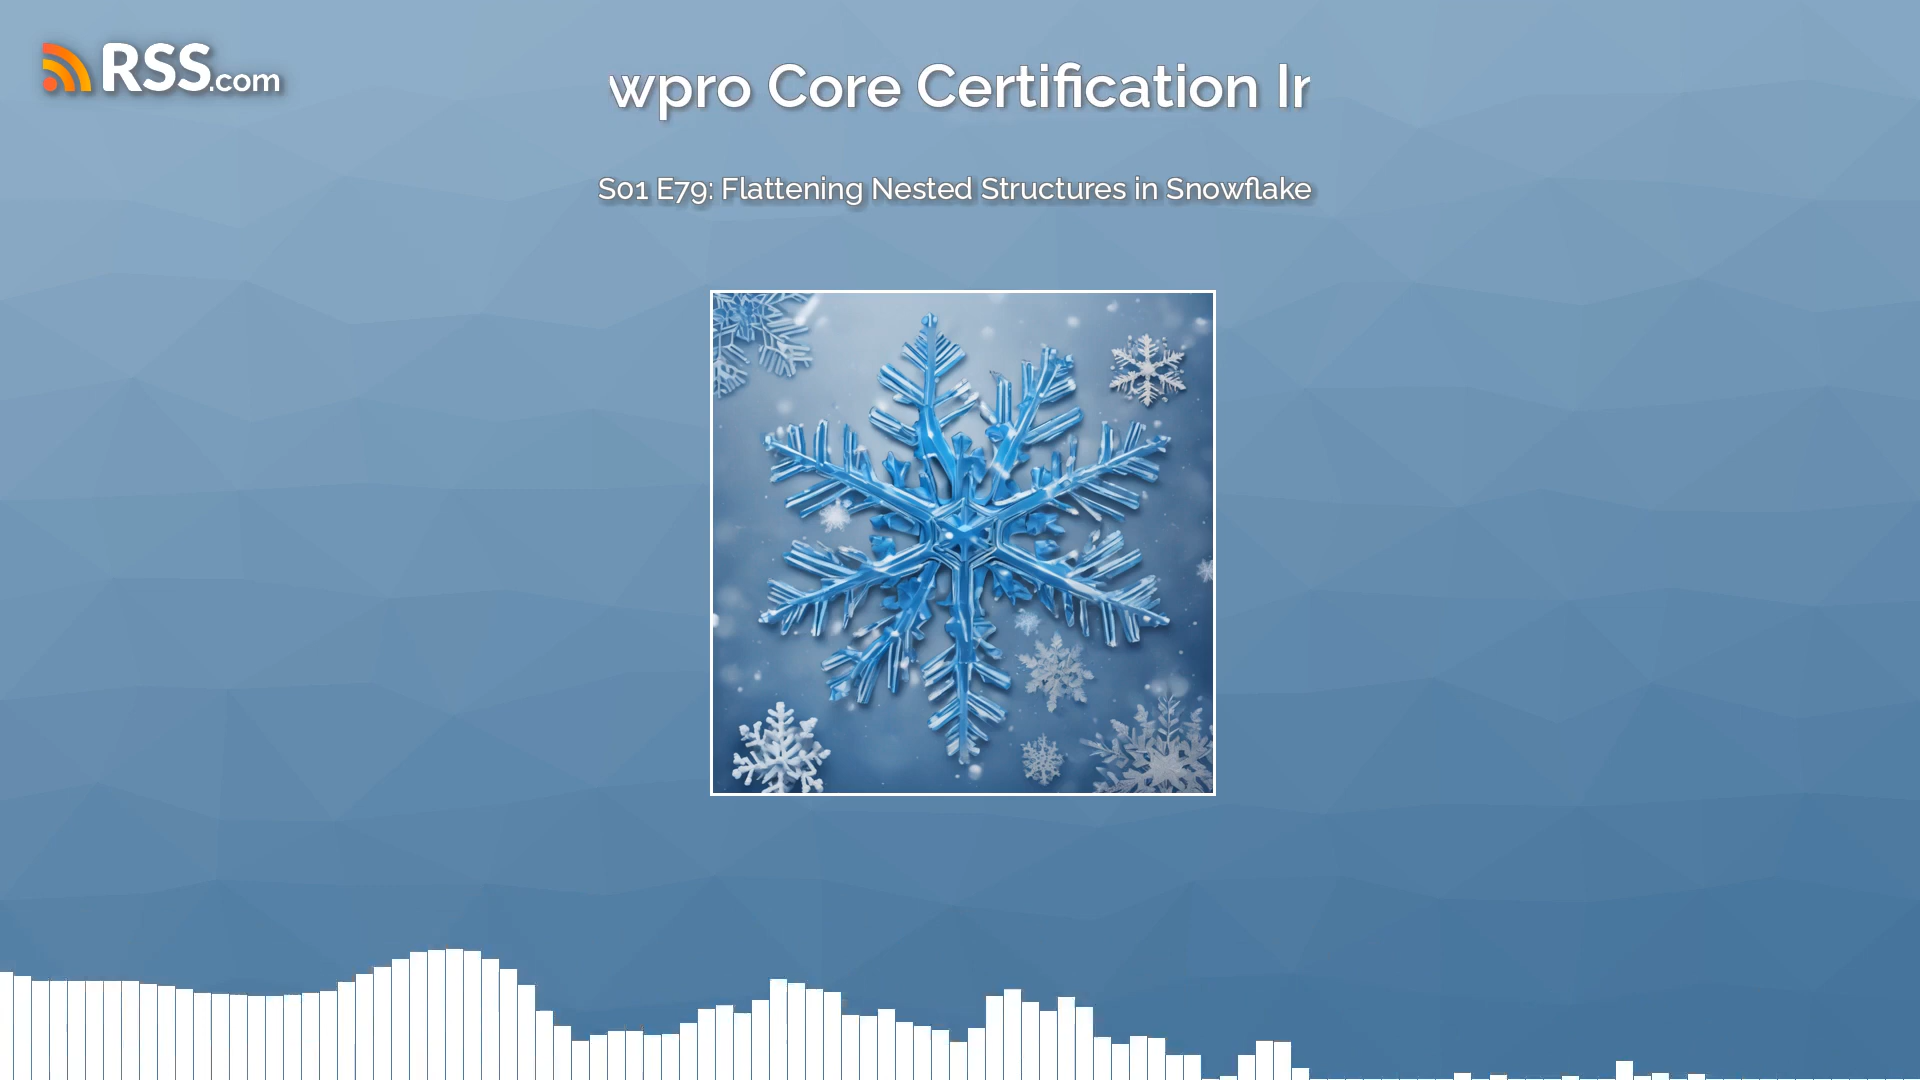 RSS.com
wpro Core Certification Ir
S01 E79: Flattening Nested Structures in Snowflake